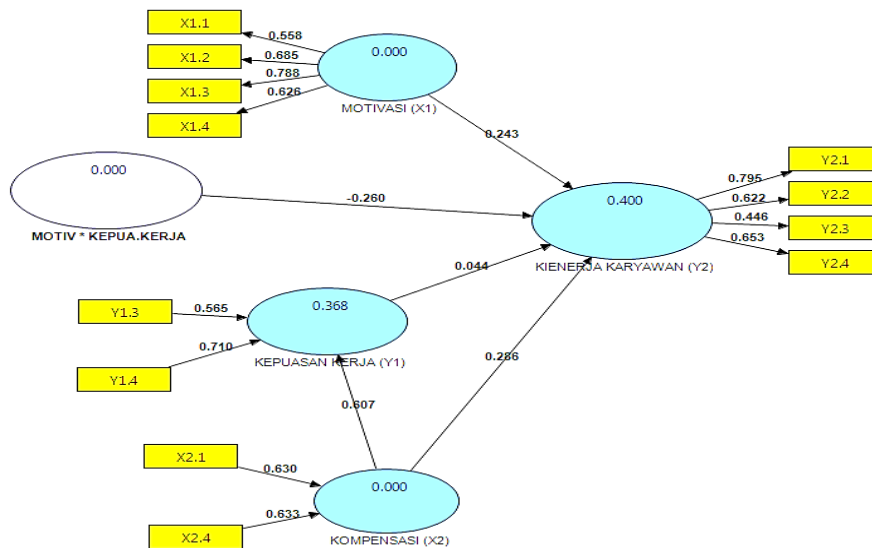 X1.1
0.558
X1.2
0.685
0.788
X1.3
0.626
X1.4
0.000
MOTIVASI (X1)
0.243
0.000
MOTIV * KEPUA.KERJA
-0.260
0.400
KIENERJA KARYAWAN (Y2)
0.795
Y2.1
0.622
Y2.2
0.446
Y2.3
0.653
Y2.4
0.044
Y1.3
0.565
0.368
KEPUASAN KERJA (Y1)
0.710
Y1.4
0.286
0.607
X2.1
0.630
0.000
KOMPENSASI (X2)
0.633
X2.4